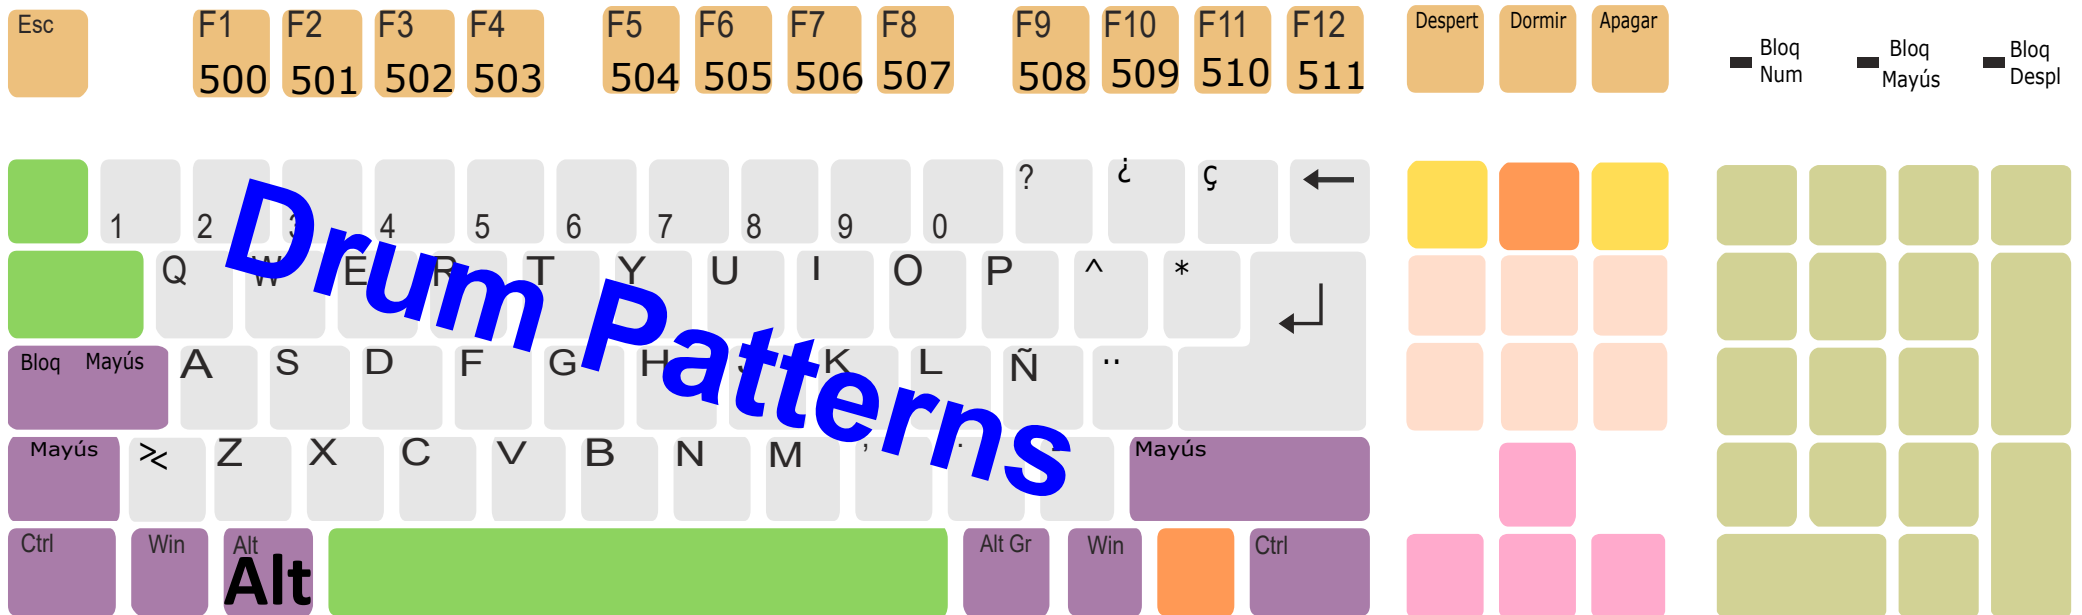 Esc F1 F2 F3 F4 F5 F6 F7 F8 F9 F10 F11 F12 Despert Dormir Apagar
500 501 502 503 504 505 506 507 508 509 510 511
Bloq Num
Bloq Mayús
Bloq Despl
? ¿ ç
1 2 3 4 5 6 7 8 9 0
Q W E R T Y U I O P ^ *
Bloq Mayús A S D F G H J K L Ñ ¨
Mayús >< Z X C V B N M , . Mayús
Ctrl Win Alt Alt Gr Win Ctrl
Alt
Drum Patterns